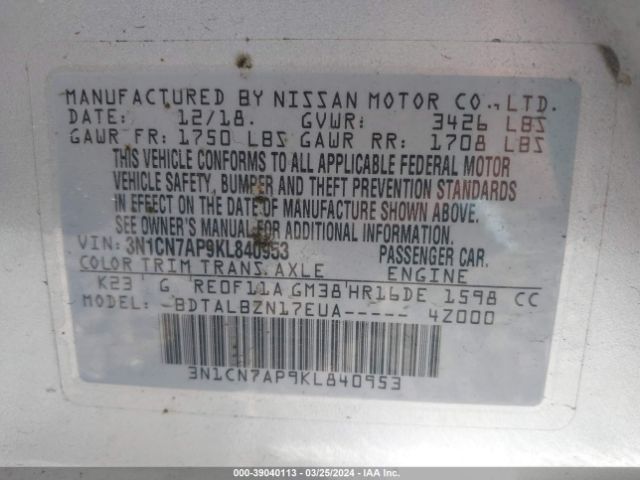 MANUFACTURED BY NISSAN MOTOR CO.,LTD.
DATE: 12/18. GVWR: 3426 LBS
GAWR FR: 1750 LBS GAWR RR: 1708 LBS
THIS VEHICLE CONFORMS TO ALL APPLICABLE FEDERAL MOTOR
VEHICLE SAFETY, BUMPER AND THEFT PREVENTION STANDARDS
IN EFFECT ON THE DATE OF MANUFACTURE SHOWN ABOVE.
SEE OWNER'S MANUAL FOR ADDITIONAL INFORMATION.
VIN: 3N1CN7AP9KL840953 PASSENGER CAR.
COLOR TRIM TRANS. AXLE ENGINE
K23 G RE0F11A GM38 HR16DE 1598 CC
MODEL: -BDTALBZN17EUA----- 4Z000
3N1CN7AP9KL840953
000-39040113 - 03/25/2024 - IAA Inc.